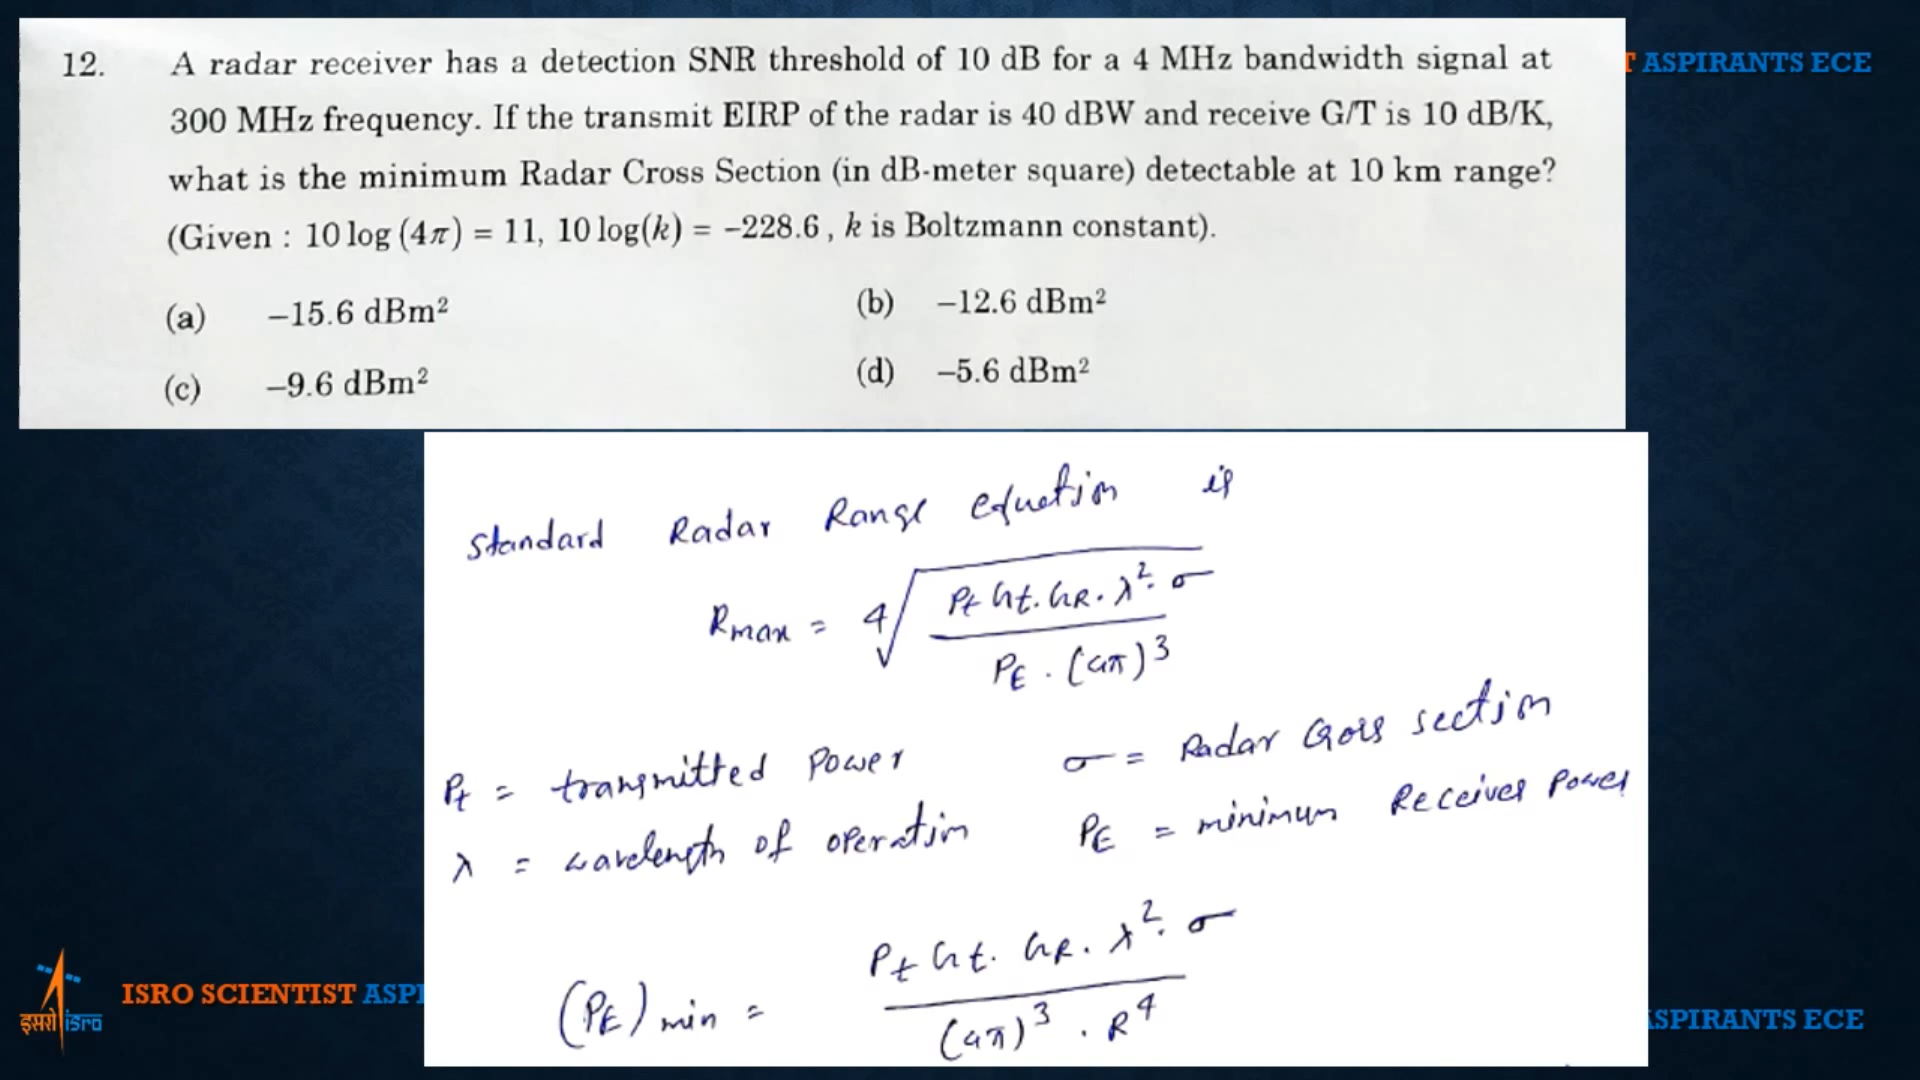 12. A radar receiver has a detection SNR threshold of 10 dB for a 4 MHz bandwidth signal at
300 MHz frequency. If the transmit EIRP of the radar is 40 dBW and receive G/T is 10 dB/K,
what is the minimum Radar Cross Section (in dB-meter square) detectable at 10 km range?
(Given : 10 log (4π) = 11, 10 log(k) = −228.6 , k is Boltzmann constant).
(a) −15.6 dBm² (b) −12.6 dBm²
(c) −9.6 dBm² (d) −5.6 dBm²
T ASPIRANTS ECE
Standard Radar Range equation is
Rmax = ∜(Pt Gt. GR. λ². σ / PE . (4π)³)
Pt = transmitted Power σ = Radar Cross section
λ = wavelength of operation PE = minimum Receiver Power
(PE)min = Pt Gt. GR. λ². σ / (4π)³ . R⁴
इसरो isro
ISRO SCIENTIST ASPI
ASPIRANTS ECE